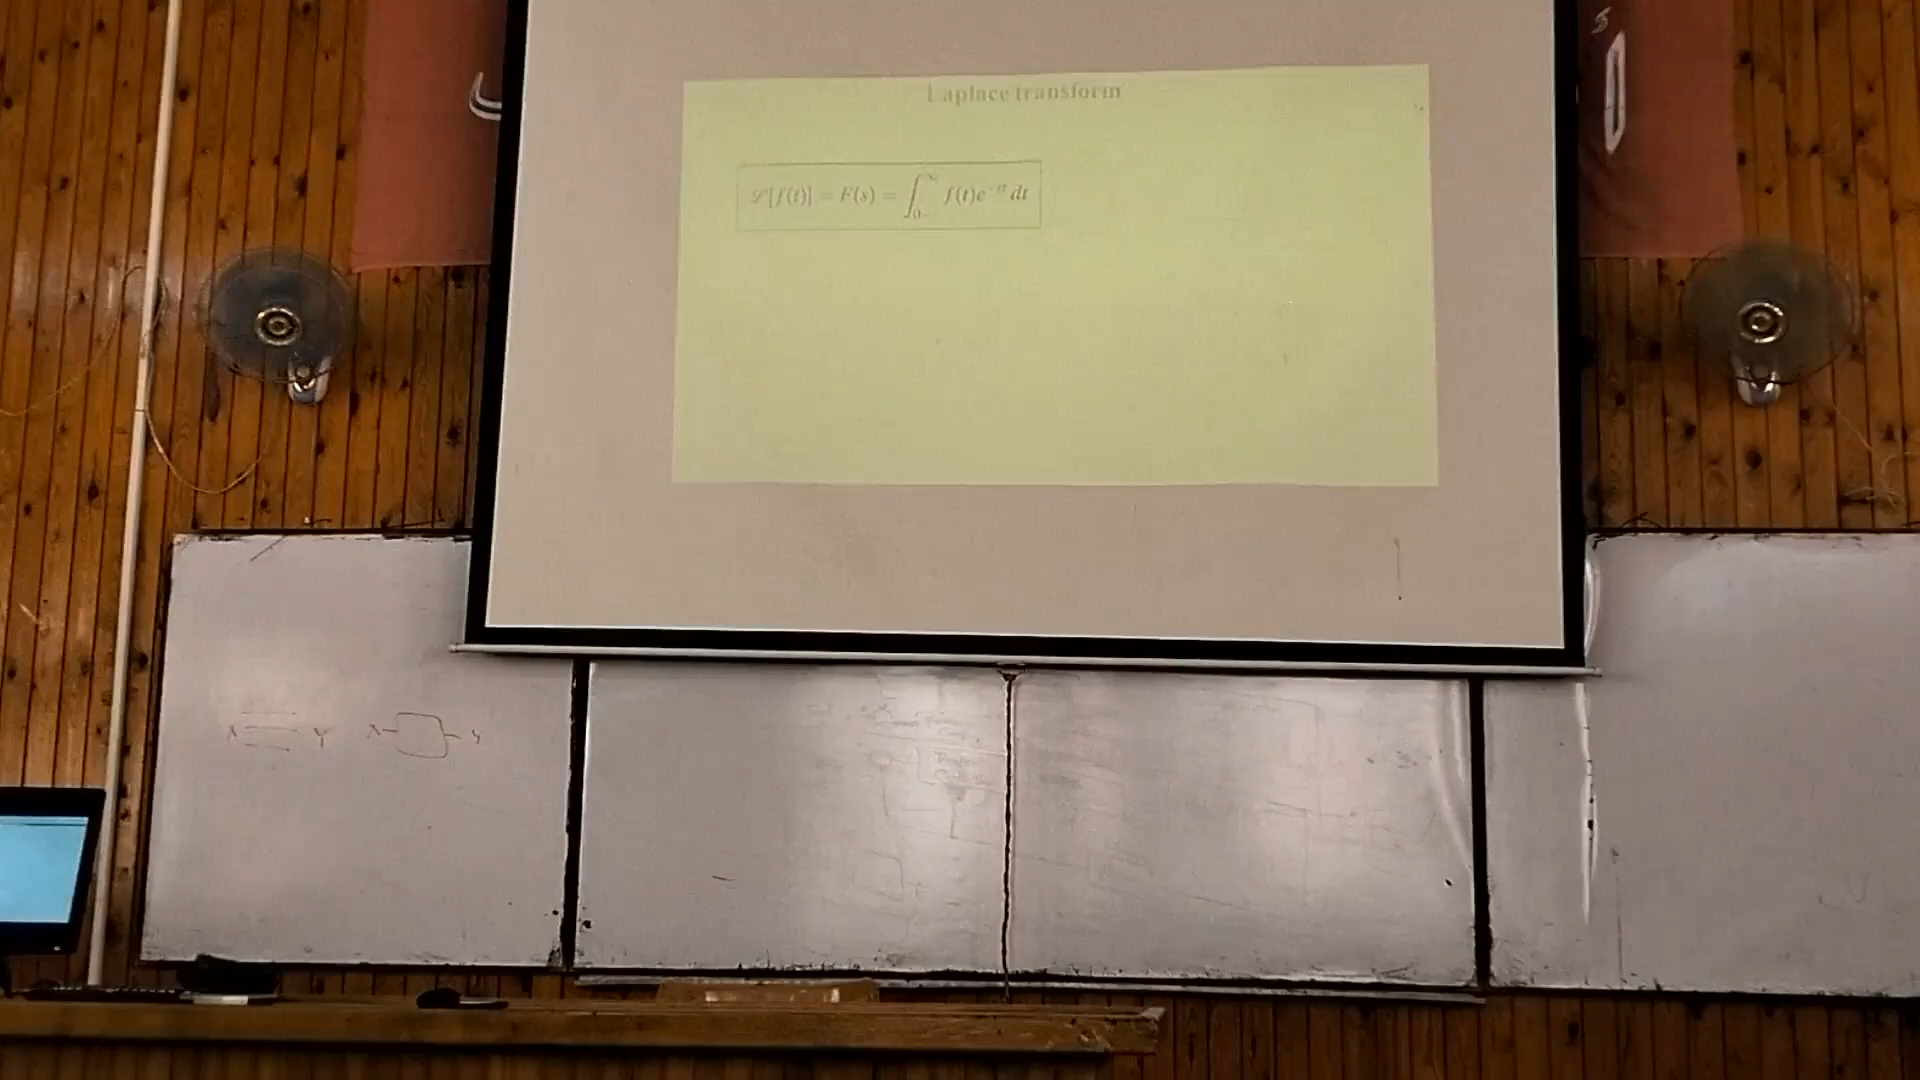 Laplace transform
ℒ[f(t)] = F(s) = ∫₀₋^∞ f(t)e^{-st} dt
X Y X Y